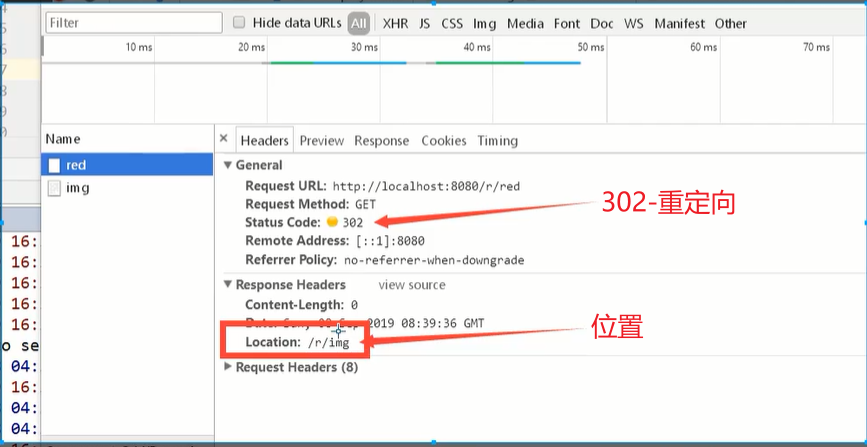 Filter
Hide data URLs All XHR JS CSS Img Media Font Doc WS Manifest Other
10 ms 20 ms 30 ms 40 ms 50 ms 60 ms 70 ms
Name
× Headers Preview Response Cookies Timing
red
img
▼ General
Request URL: http://localhost:8080/r/red
Request Method: GET
Status Code: 302
302-重定向
Remote Address: [::1]:8080
Referrer Policy: no-referrer-when-downgrade
▼ Response Headers view source
Content-Length: 0
2019 08:39:36 GMT
Location: /r/img
位置
▶ Request Headers (8)
16:
16:
16:
16:
16:
o se
04:
16:
04:
04: